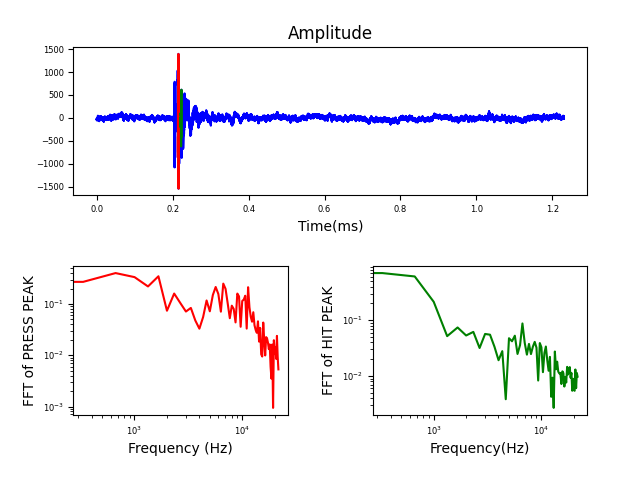 Amplitude
1500
1000
500
0
−500
−1000
−1500
0.0 0.2 0.4 0.6 0.8 1.0 1.2
Time(ms)
FFT of PRESS PEAK
10⁻¹
10⁻²
10⁻³
10³ 10⁴
Frequency (Hz)
FFT of HIT PEAK
10⁻¹
10⁻²
10³ 10⁴
Frequency(Hz)